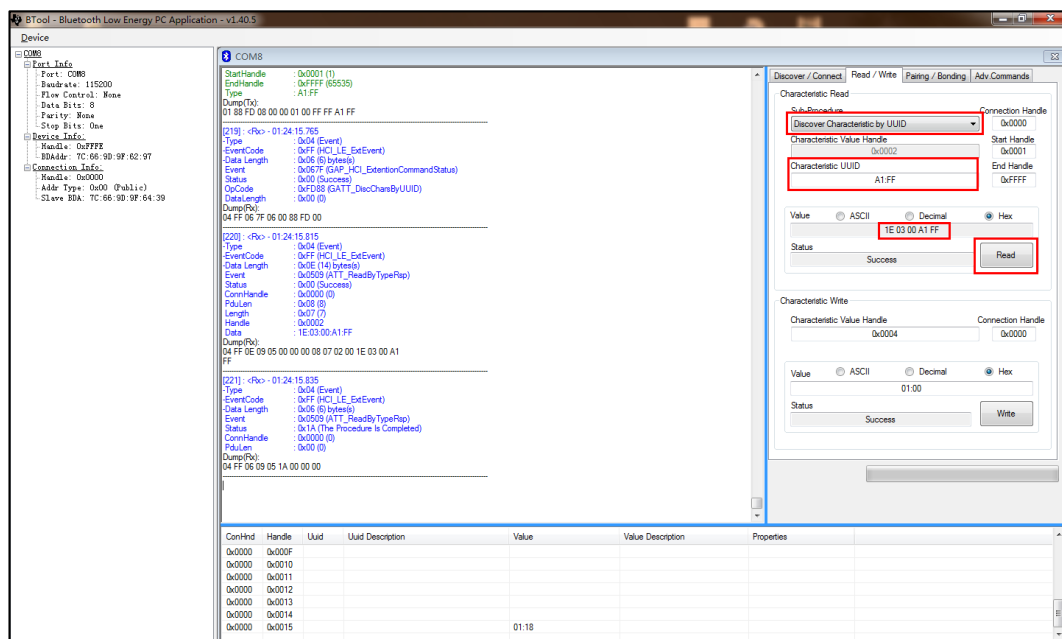 BTool - Bluetooth Low Energy PC Application - v1.40.5
Device
COM8
Port Info
Port: COM8
Baudrate: 115200
Flow Control: None
Data Bits: 8
Parity: None
Stop Bits: One
Device Info:
Handle: 0xFFFE
BDAddr: 7C:66:9D:9F:62:97
Connection Info:
Handle: 0x0000
Addr Type: 0x00 (Public)
Slave BDA: 7C:66:9D:9F:64:39
COM8
StartHandle : 0x0001 (1)
EndHandle : 0xFFFF (65535)
Type : A1:FF
Dump(Tx):
01 88 FD 08 00 00 01 00 FF FF A1 FF
[219] : <Rx> - 01:24:15.765
-Type : 0x04 (Event)
-EventCode : 0xFF (HCI_LE_ExtEvent)
-Data Length : 0x06 (6) bytes(s)
Event : 0x067F (GAP_HCI_ExtentionCommandStatus)
Status : 0x00 (Success)
OpCode : 0xFD88 (GATT_DiscCharsByUUID)
DataLength : 0x00 (0)
Dump(Rx):
04 FF 06 7F 06 00 88 FD 00
[220] : <Rx> - 01:24:15.815
-Type : 0x04 (Event)
-EventCode : 0xFF (HCI_LE_ExtEvent)
-Data Length : 0x0E (14) bytes(s)
Event : 0x0509 (ATT_ReadByTypeRsp)
Status : 0x00 (Success)
ConnHandle : 0x0000 (0)
PduLen : 0x08 (8)
Length : 0x07 (7)
Handle : 0x0002
Data : 1E:03:00:A1:FF
Dump(Rx):
04 FF 0E 09 05 00 00 00 08 07 02 00 1E 03 00 A1
FF
[221] : <Rx> - 01:24:15.835
-Type : 0x04 (Event)
-EventCode : 0xFF (HCI_LE_ExtEvent)
-Data Length : 0x06 (6) bytes(s)
Event : 0x0509 (ATT_ReadByTypeRsp)
Status : 0x1A (The Procedure Is Completed)
ConnHandle : 0x0000 (0)
PduLen : 0x00 (0)
Dump(Rx):
04 FF 06 09 05 1A 00 00 00
Discover / Connect Read / Write Pairing / Bonding Adv.Commands
Characteristic Read
Sub-Procedure Connection Handle
Discover Characteristic by UUID 0x0000
Characteristic Value Handle Start Handle
0x0002 0x0001
Characteristic UUID End Handle
A1:FF 0xFFFF
Value ASCII Decimal Hex
1E 03 00 A1 FF
Status
Success Read
Characteristic Write
Characteristic Value Handle Connection Handle
0x0004 0x0000
Value ASCII Decimal Hex
01:00
Status
Success Write
ConHnd Handle Uuid Uuid Description Value Value Description Properties
0x0000 0x000F
0x0000 0x0010
0x0000 0x0011
0x0000 0x0012
0x0000 0x0013
0x0000 0x0014
0x0000 0x0015 01:18